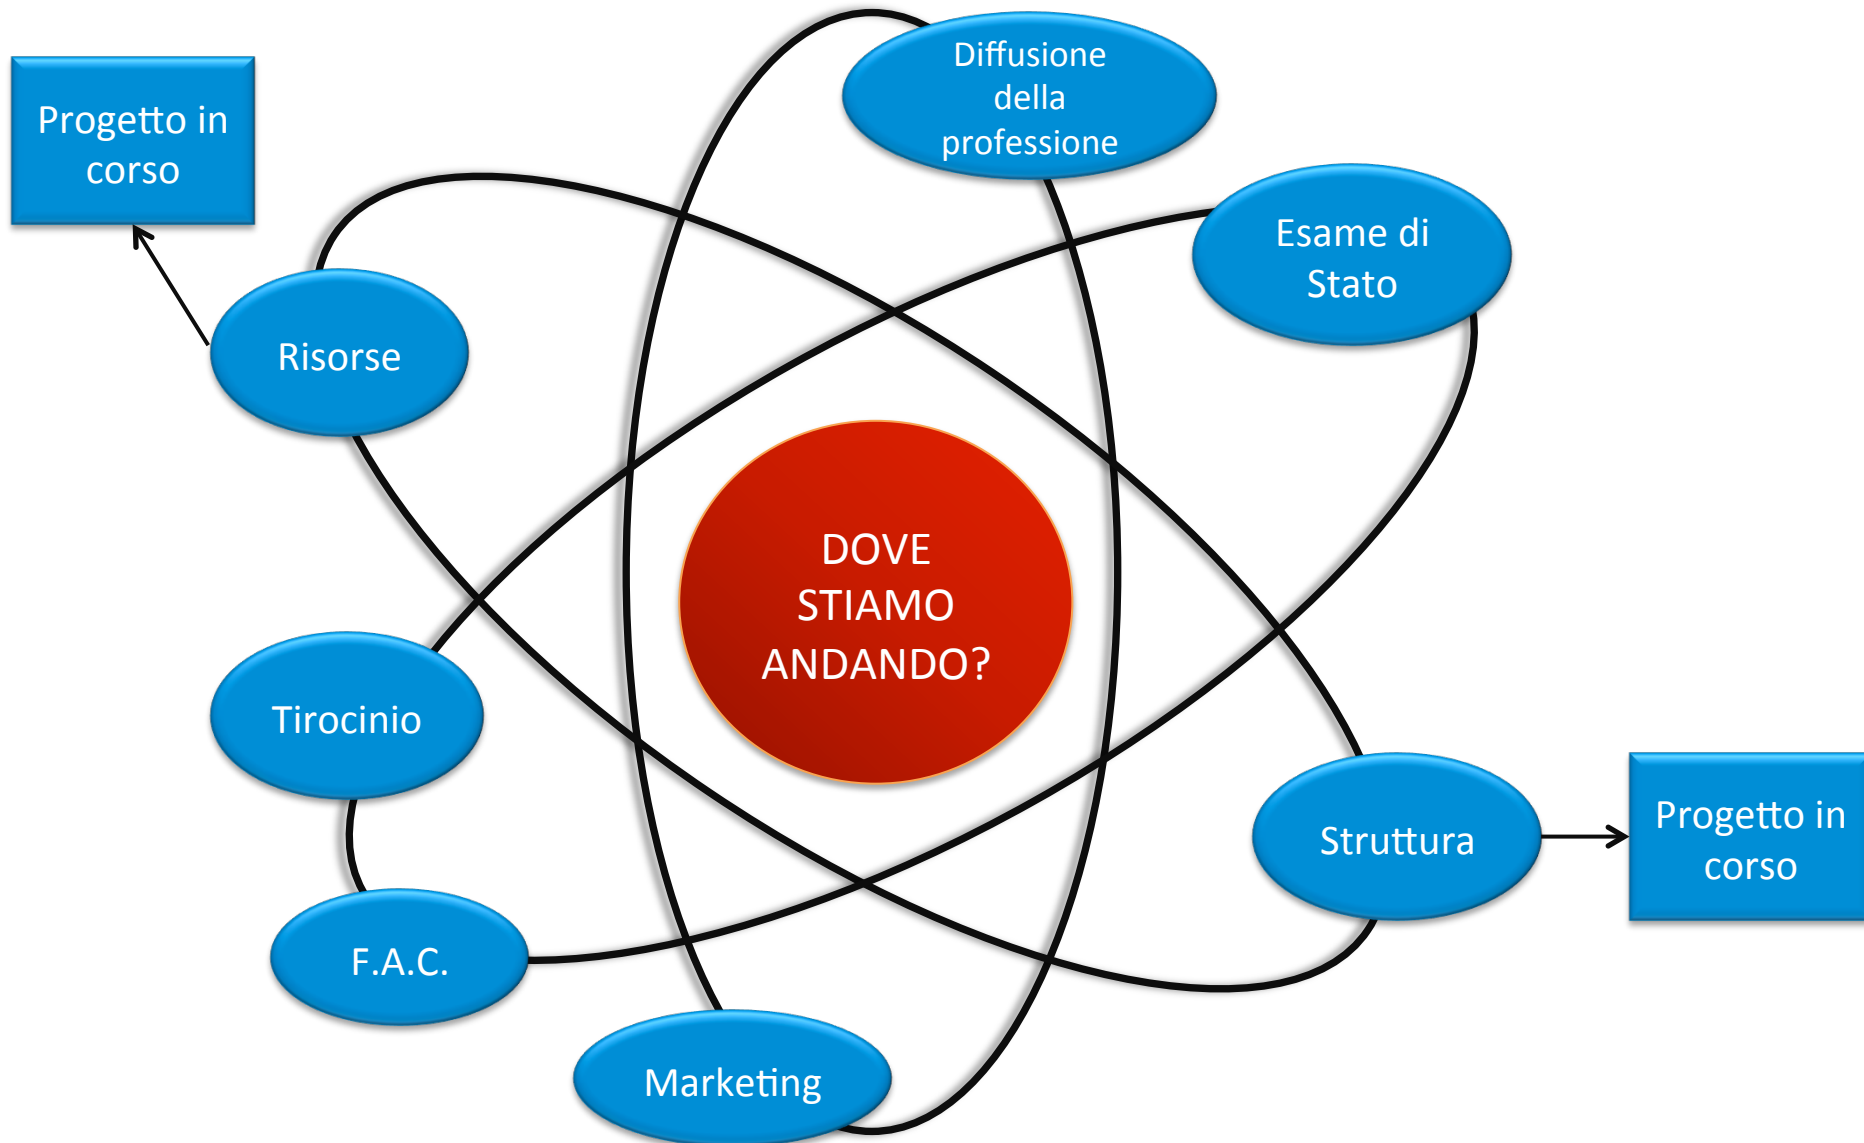 Diffusione
della
professione
Progetto in
corso
Esame di
Stato
Risorse
DOVE
STIAMO
ANDANDO?
Tirocinio
Struttura
Progetto in
corso
F.A.C.
Marketing